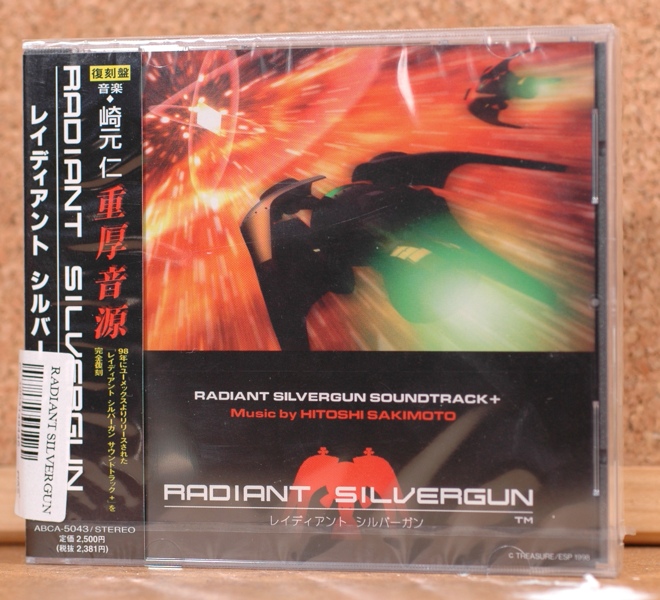 RADIANT SILVERGUN
レイディアント シルバー
復刻盤
音楽◆崎元 仁
重厚音源
98年にユーメックスよりリリースされた
「レイディアント シルバーガン サウンドトラック+」を
完全復刻
RADIANT SILVERGUN
ABCA-5043/STEREO
定価 2,500円
(税抜 2,381円)
RADIANT SILVERGUN SOUNDTRACK+
Music by HITOSHI SAKIMOTO
RADIANT SILVERGUN
TM
レイディアント シルバーガン
© TREASURE/ESP 1998